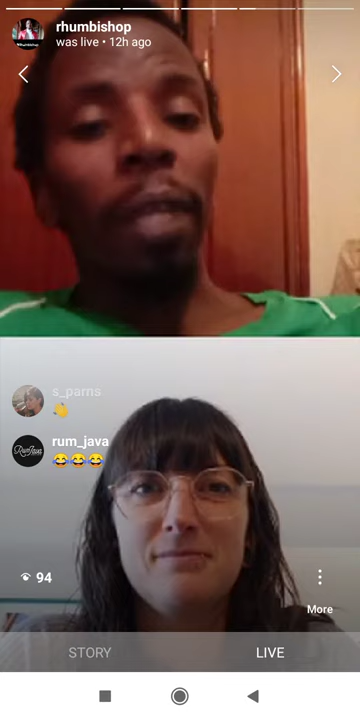 rhumbishop
was live • 12h ago
s_parns
rum_java
94
More
STORY
LIVE